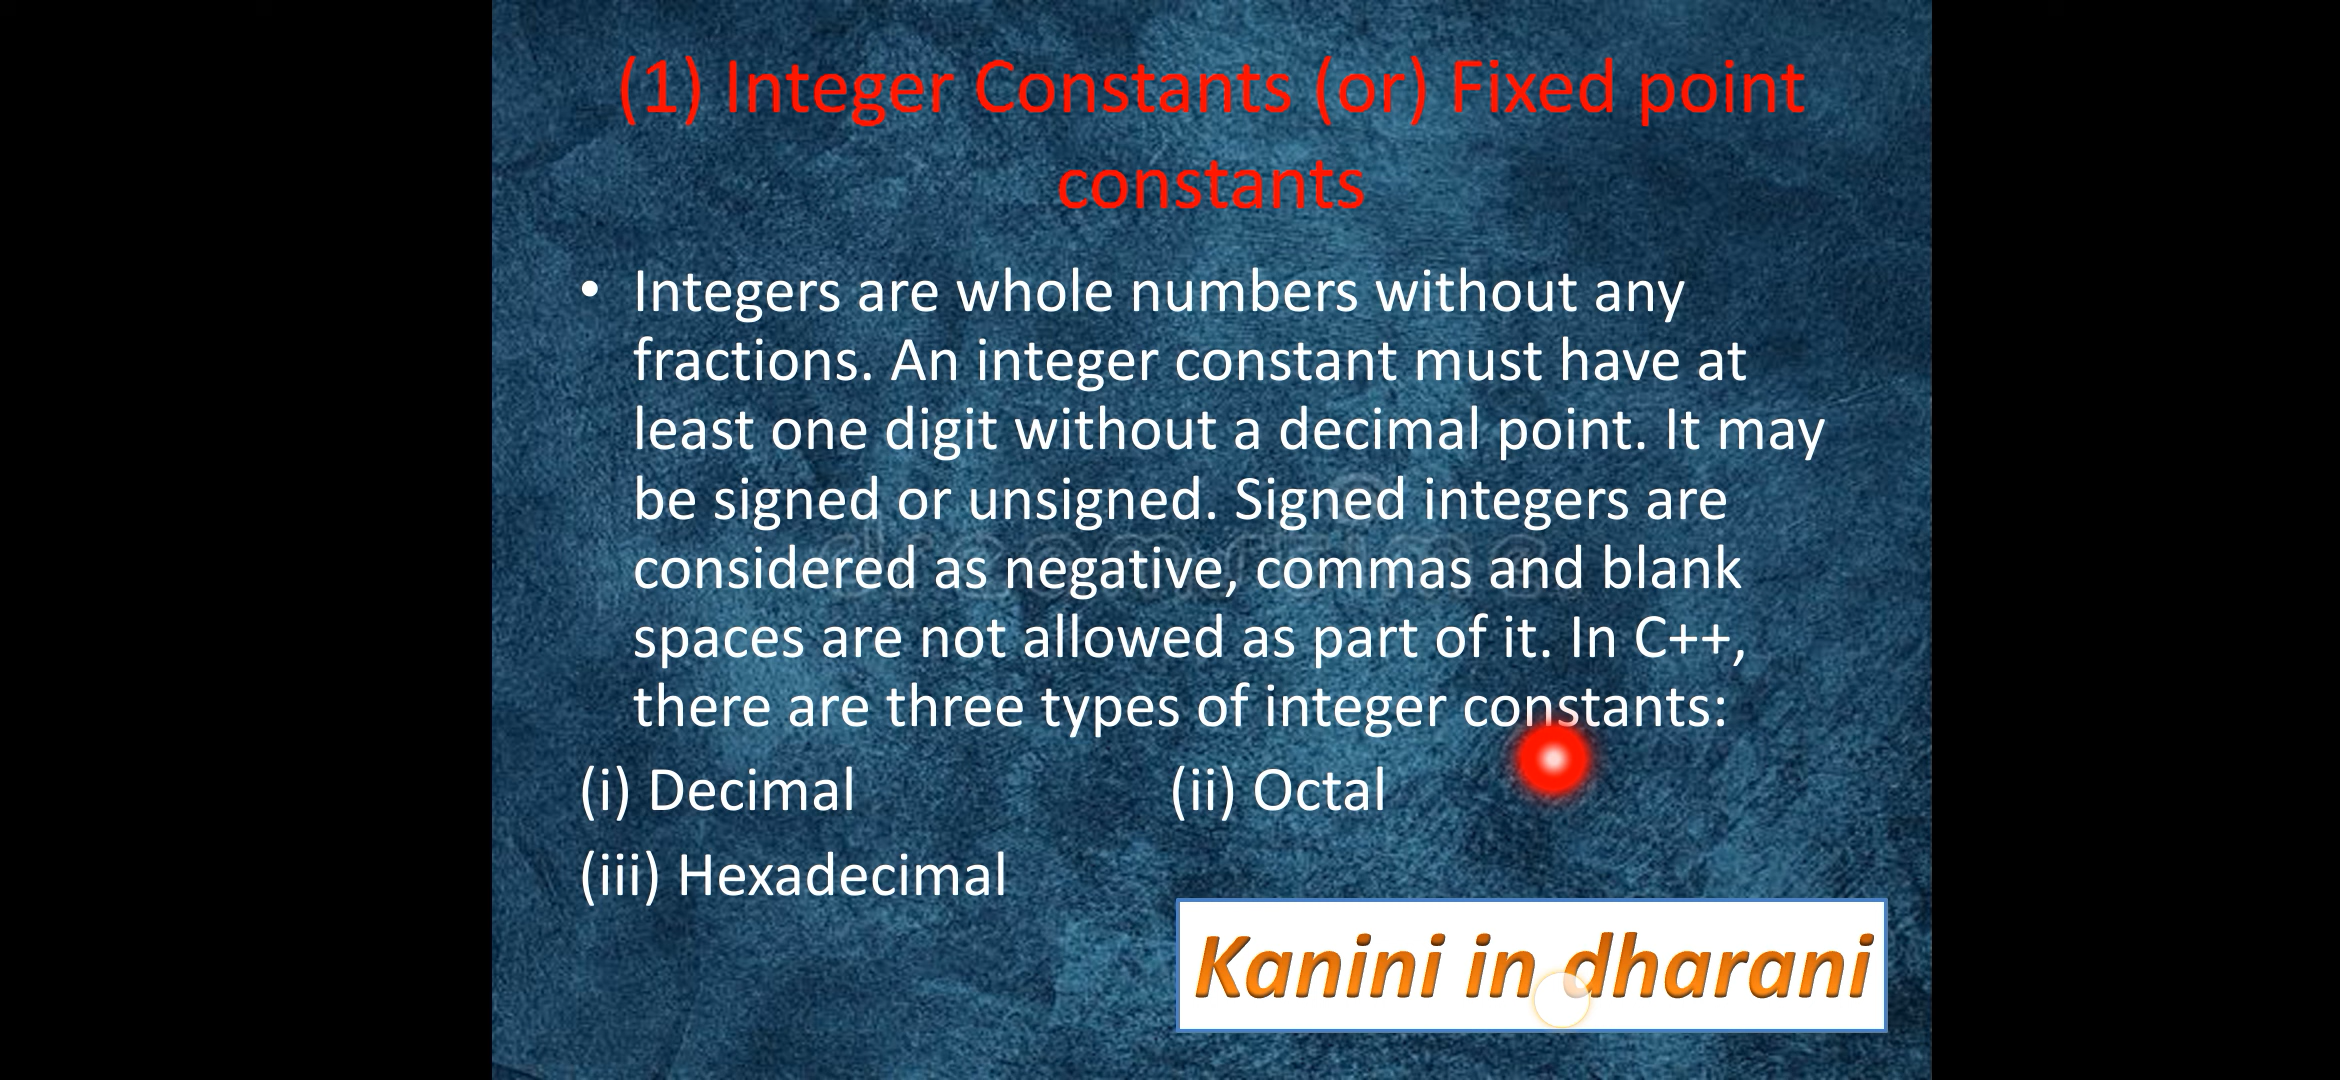 (1) Integer Constants (or) Fixed point
constants
• Integers are whole numbers without any
fractions. An integer constant must have at
least one digit without a decimal point. It may
be signed or unsigned. Signed integers are
considered as negative, commas and blank
spaces are not allowed as part of it. In C++,
there are three types of integer constants:
(i) Decimal (ii) Octal
(iii) Hexadecimal
Kanini in dharani